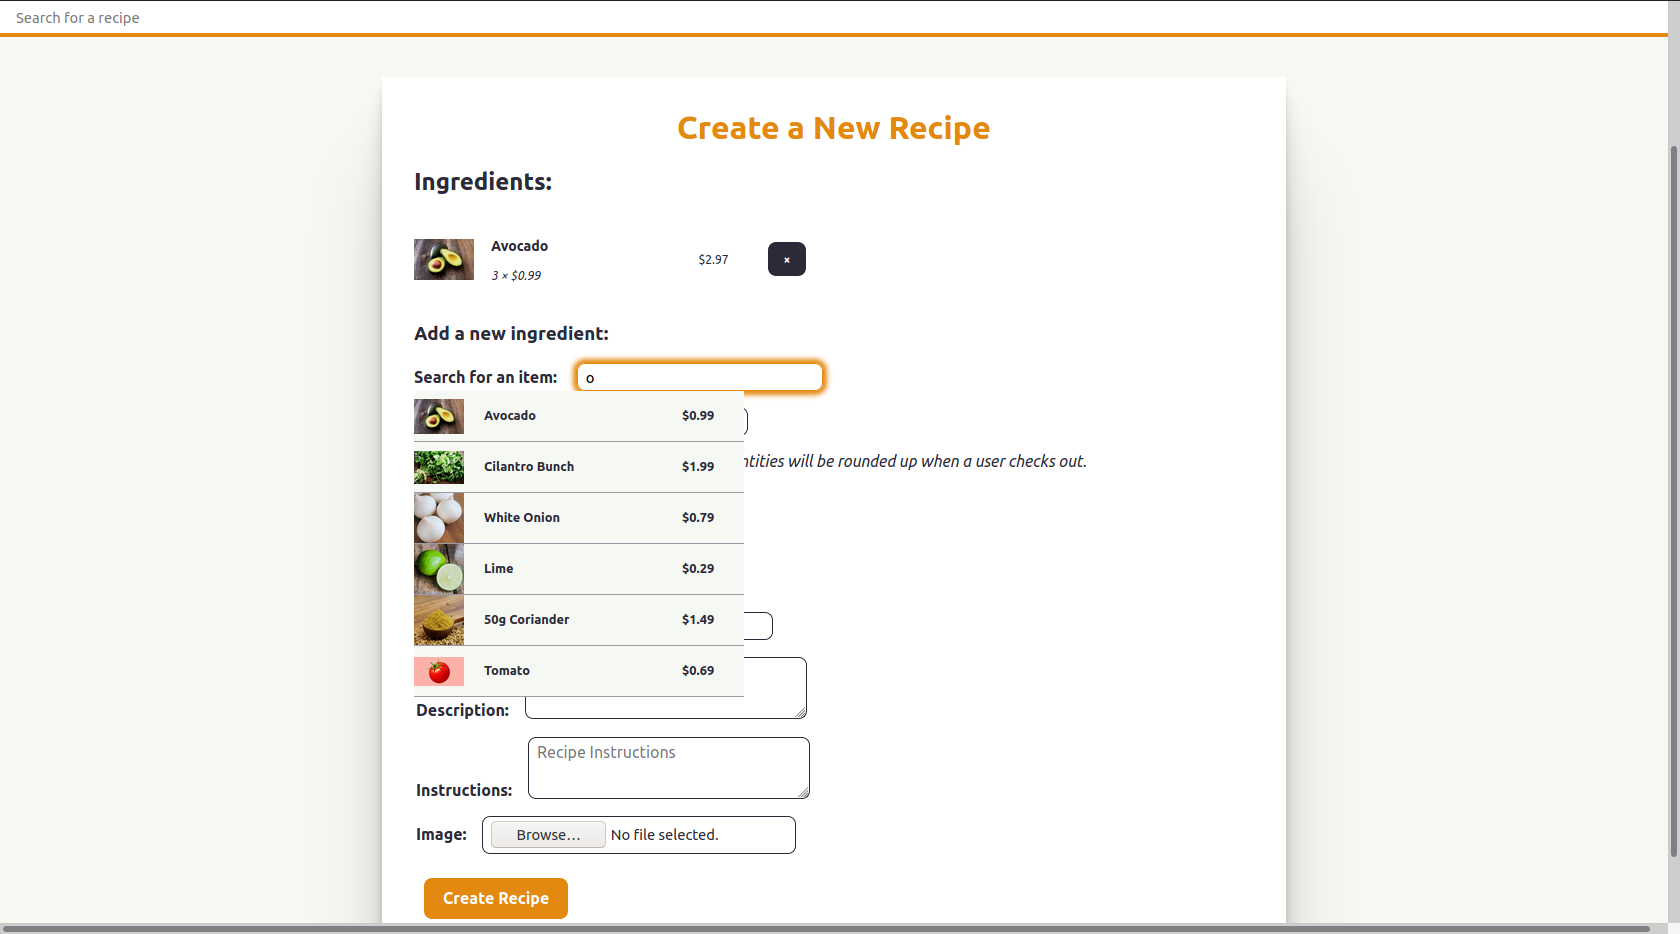 Search for a recipe
Create a New Recipe
Ingredients:
Avocado
3 × $0.99
$2.97
×
Add a new ingredient:
Search for an item:
o
Avocado $0.99
Cilantro Bunch $1.99
White Onion $0.79
Lime $0.29
50g Coriander $1.49
Tomato $0.69
will be rounded up when a user checks out.
Description:
Recipe Instructions
Instructions:
Image:
Browse...
No file selected.
Create Recipe